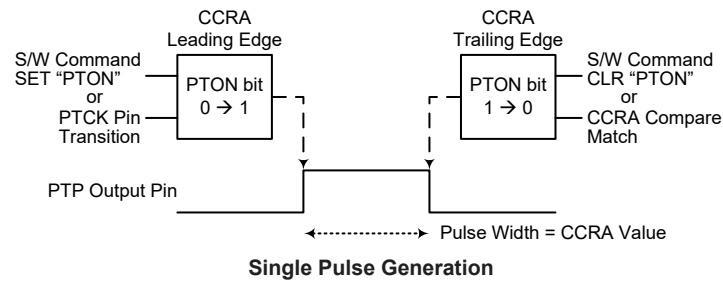 CCRA
Leading Edge
S/W Command
SET “PTON”
or
PTCK Pin
Transition
PTON bit
0 → 1
CCRA
Trailing Edge
PTON bit
1 → 0
S/W Command
CLR “PTON”
or
CCRA Compare
Match
PTP Output Pin
Pulse Width = CCRA Value
Single Pulse Generation